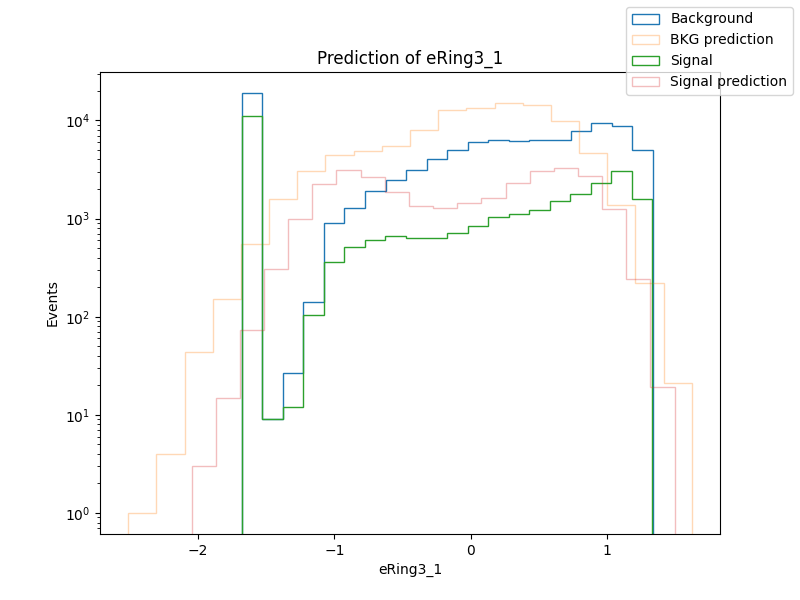 Prediction of eRing3_1
Background
BKG prediction
Signal
Signal prediction
Events
10⁴
10³
10²
10¹
10⁰
−2
−1
0
1
eRing3_1